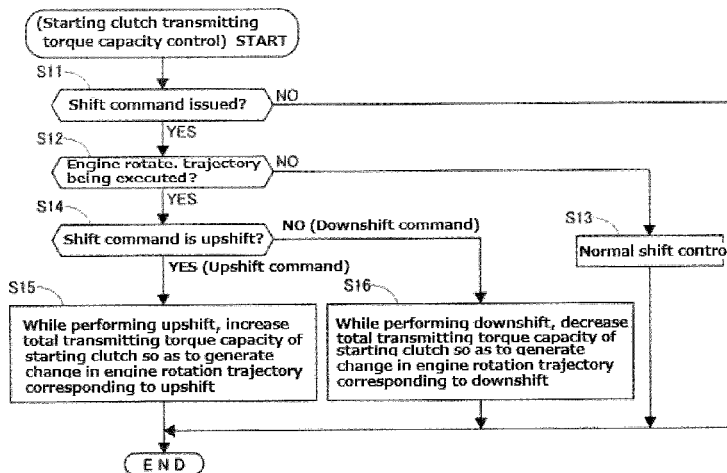 (Starting clutch transmitting
torque capacity control) START
S11
Shift command issued?
NO
YES
S12
Engine rotate. trajectory
being executed?
NO
YES
S14
Shift command is upshift?
NO (Downshift command)
S13
Normal shift contro
YES (Upshift command)
S15
While performing upshift, increase
total transmitting torque capacity of
starting clutch so as to generate
change in engine rotation trajectory
corresponding to upshift
S16
While performing downshift, decrease
total transmitting torque capacity of
starting clutch so as to generate
change in engine rotation trajectory
corresponding to downshift
END